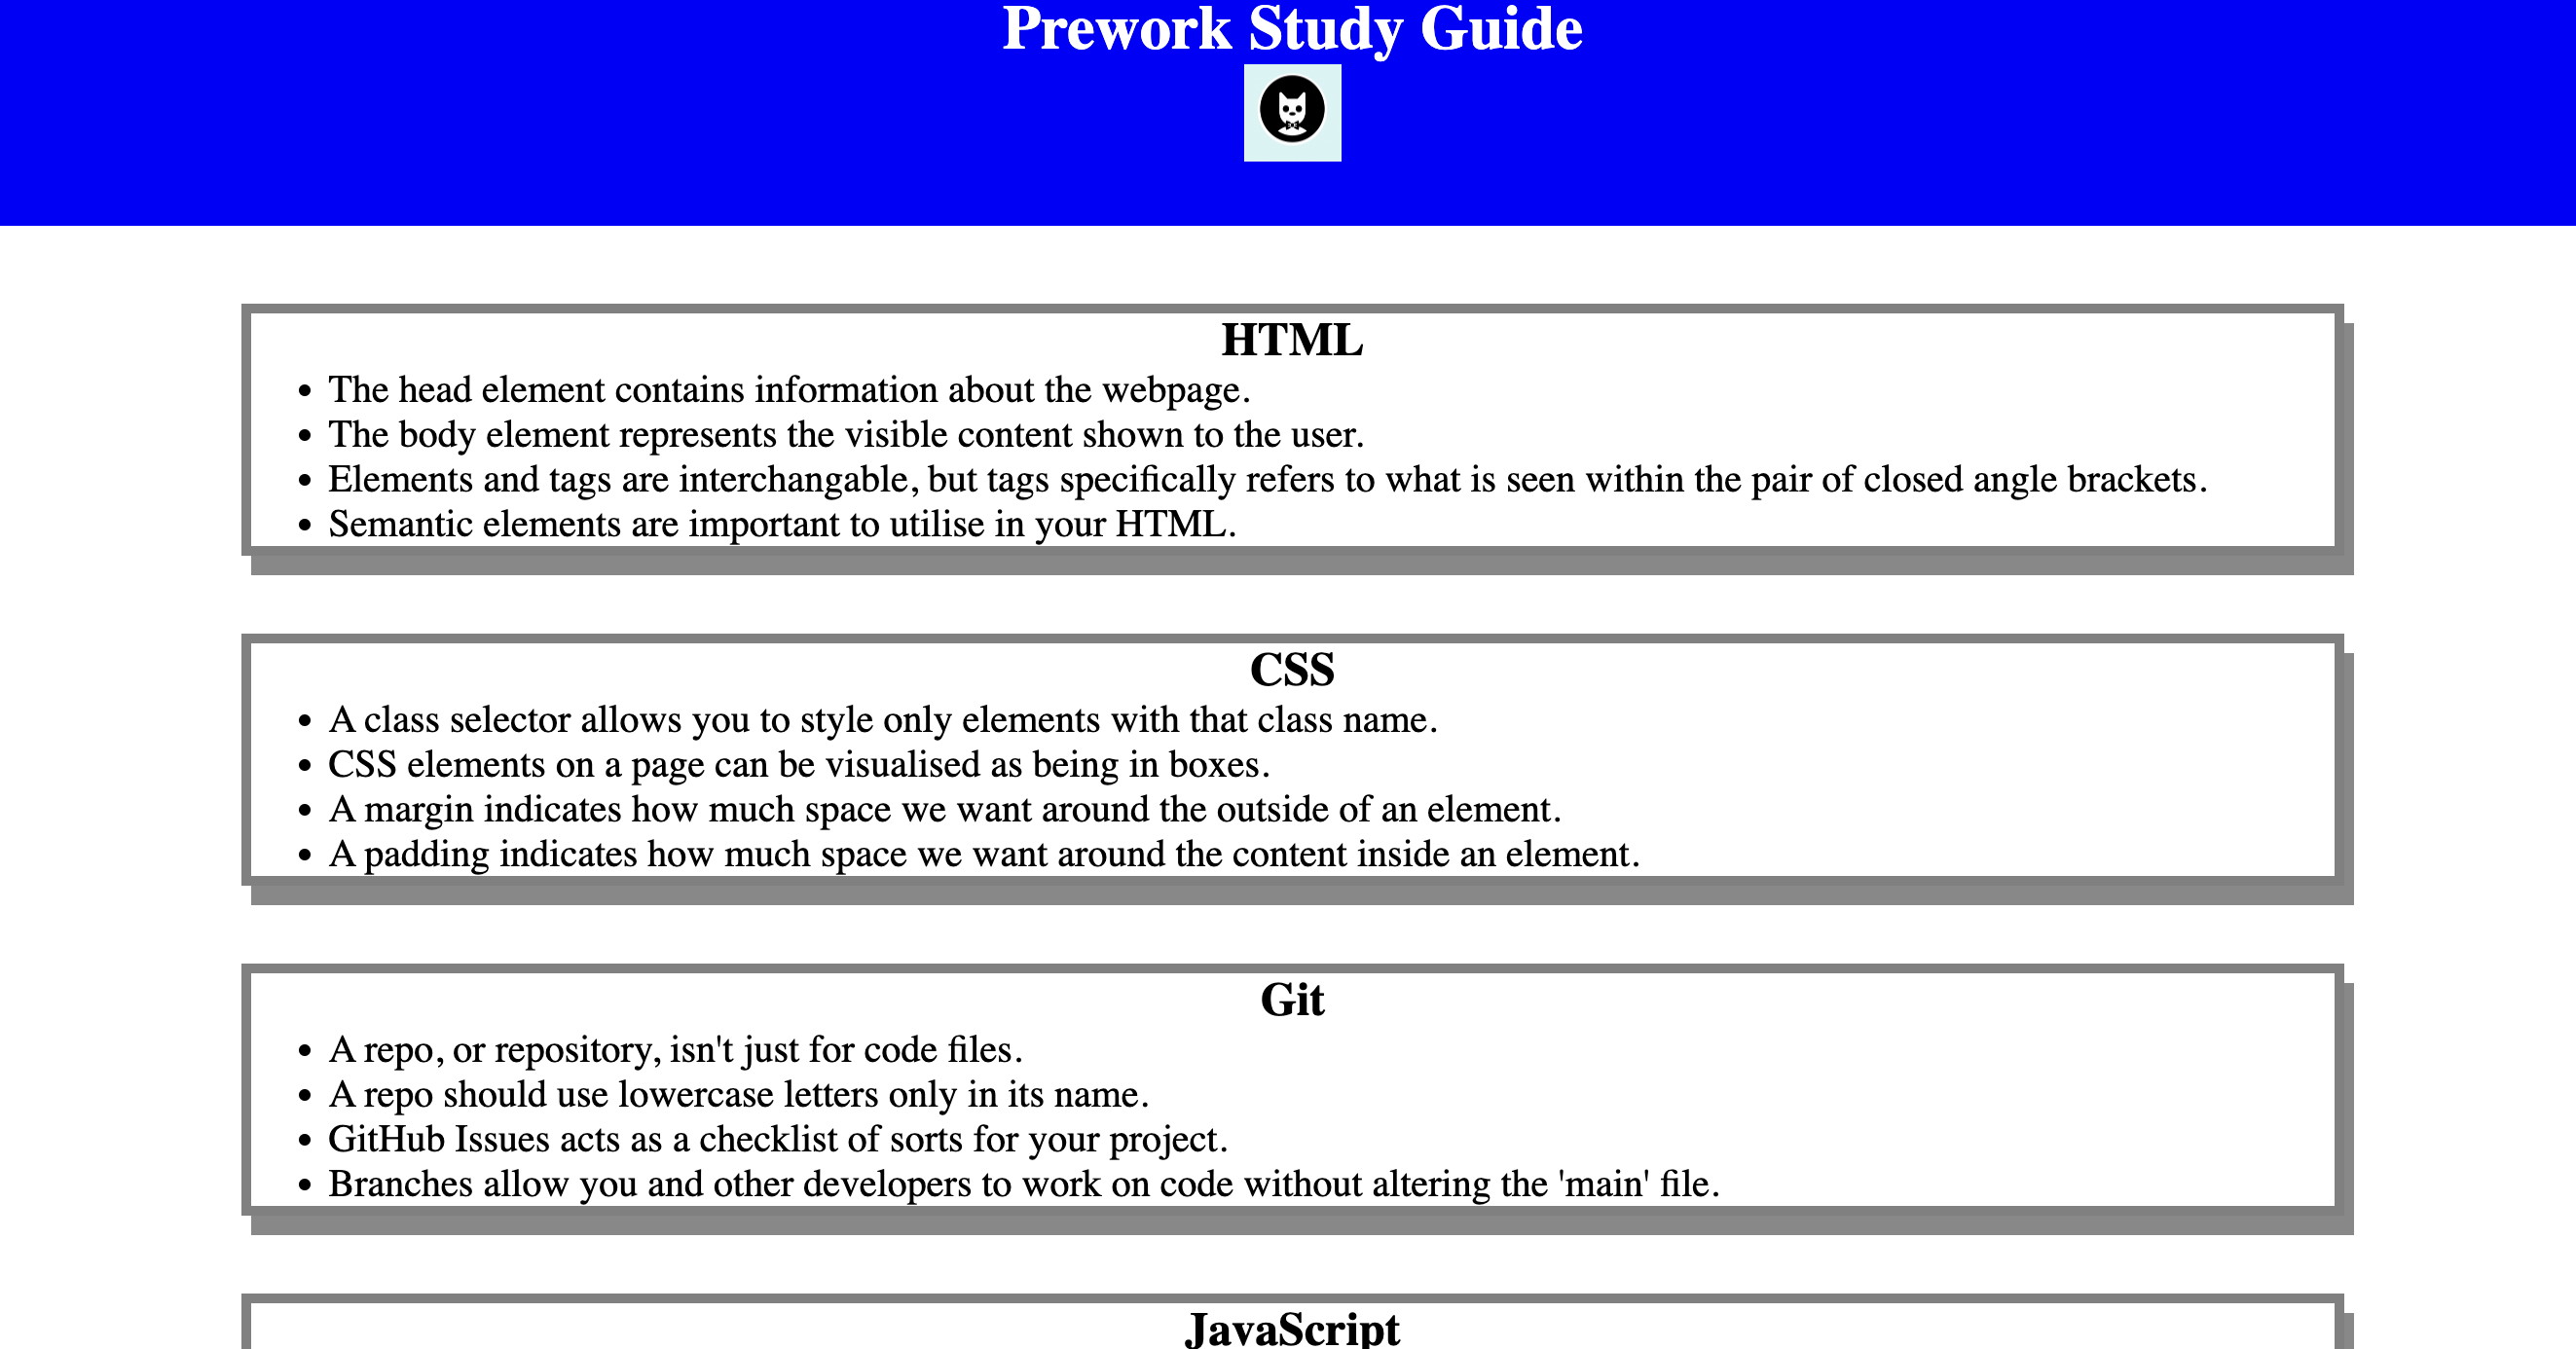 Prework Study Guide
HTML
• The head element contains information about the webpage.
• The body element represents the visible content shown to the user.
• Elements and tags are interchangable, but tags specifically refers to what is seen within the pair of closed angle brackets.
• Semantic elements are important to utilise in your HTML.
CSS
• A class selector allows you to style only elements with that class name.
• CSS elements on a page can be visualised as being in boxes.
• A margin indicates how much space we want around the outside of an element.
• A padding indicates how much space we want around the content inside an element.
Git
• A repo, or repository, isn't just for code files.
• A repo should use lowercase letters only in its name.
• GitHub Issues acts as a checklist of sorts for your project.
• Branches allow you and other developers to work on code without altering the 'main' file.
JavaScript